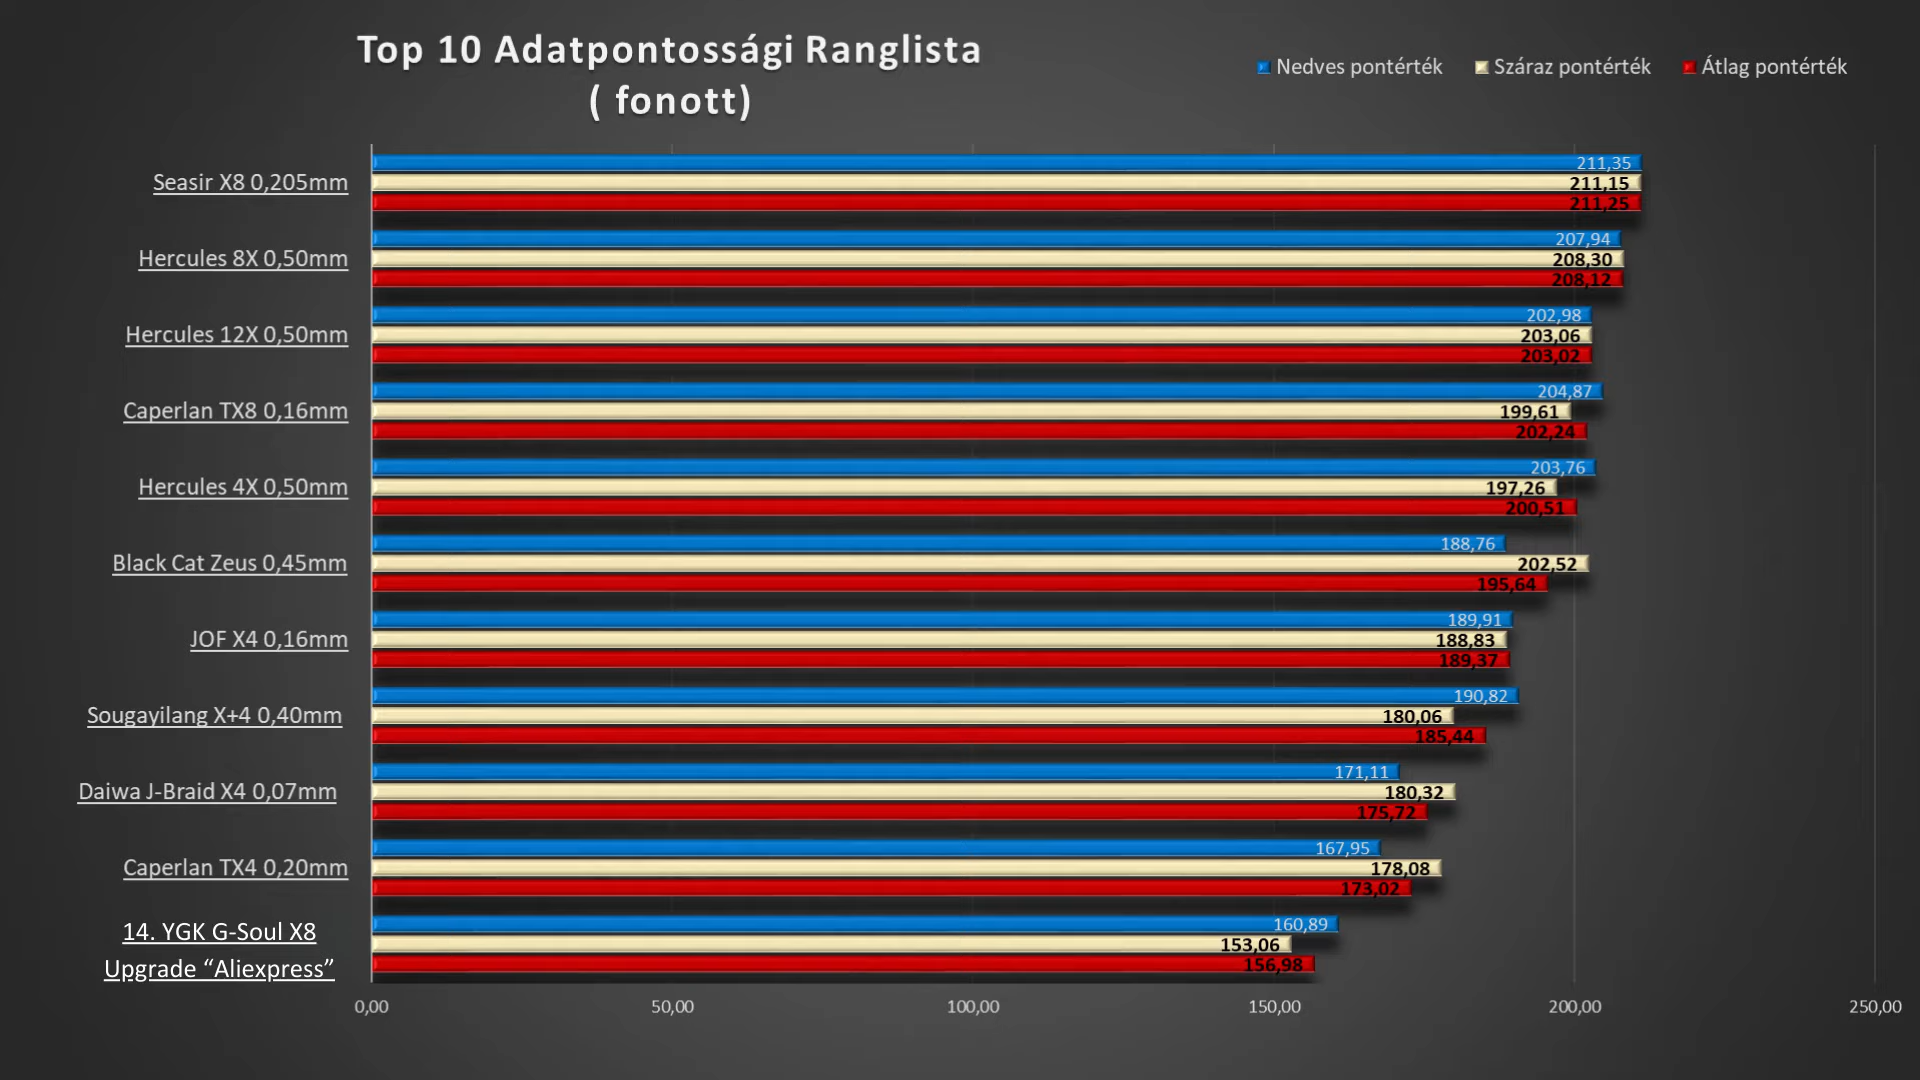 Top 10 Adatpontossági Ranglista
( fonott)
Nedves pontérték
Száraz pontérték
Átlag pontérték
Seasir X8 0,205mm
211,35
211,15
211,25
Hercules 8X 0,50mm
207,94
208,30
208,12
Hercules 12X 0,50mm
202,98
203,06
203,02
Caperlan TX8 0,16mm
204,87
199,61
202,24
Hercules 4X 0,50mm
203,76
197,26
200,51
Black Cat Zeus 0,45mm
188,76
202,52
195,64
JOF X4 0,16mm
189,91
188,83
189,37
Sougayilang X+4 0,40mm
190,82
180,06
185,44
Daiwa J-Braid X4 0,07mm
171,11
180,32
175,72
Caperlan TX4 0,20mm
167,95
178,08
173,02
14. YGK G-Soul X8
Upgrade “Aliexpress”
160,89
153,06
156,98
0,00
50,00
100,00
150,00
200,00
250,00